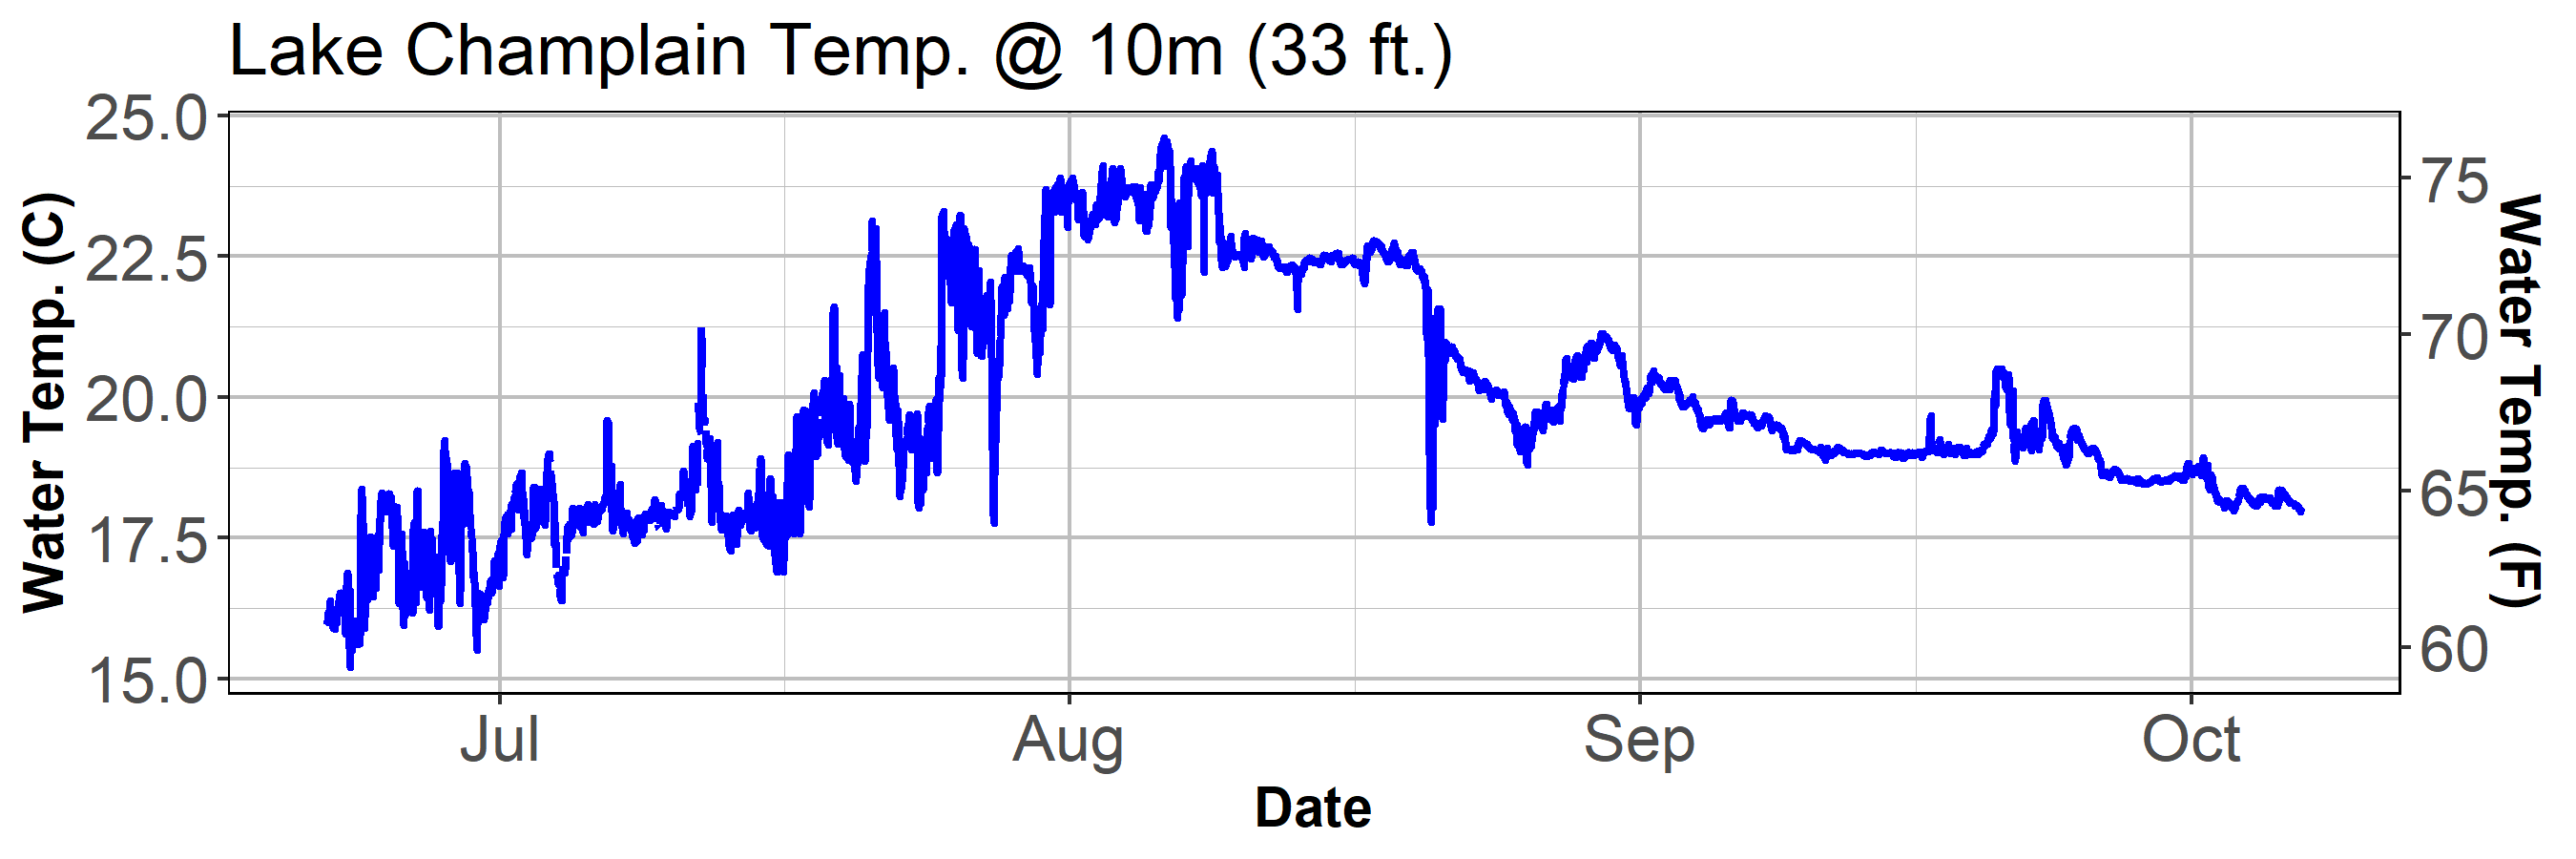 Lake Champlain Temp. @ 10m (33 ft.)
Water Temp. (C)
25.0
22.5
20.0
17.5
15.0
75
70
65
60
Water Temp. (F)
Jul Aug Sep Oct
Date